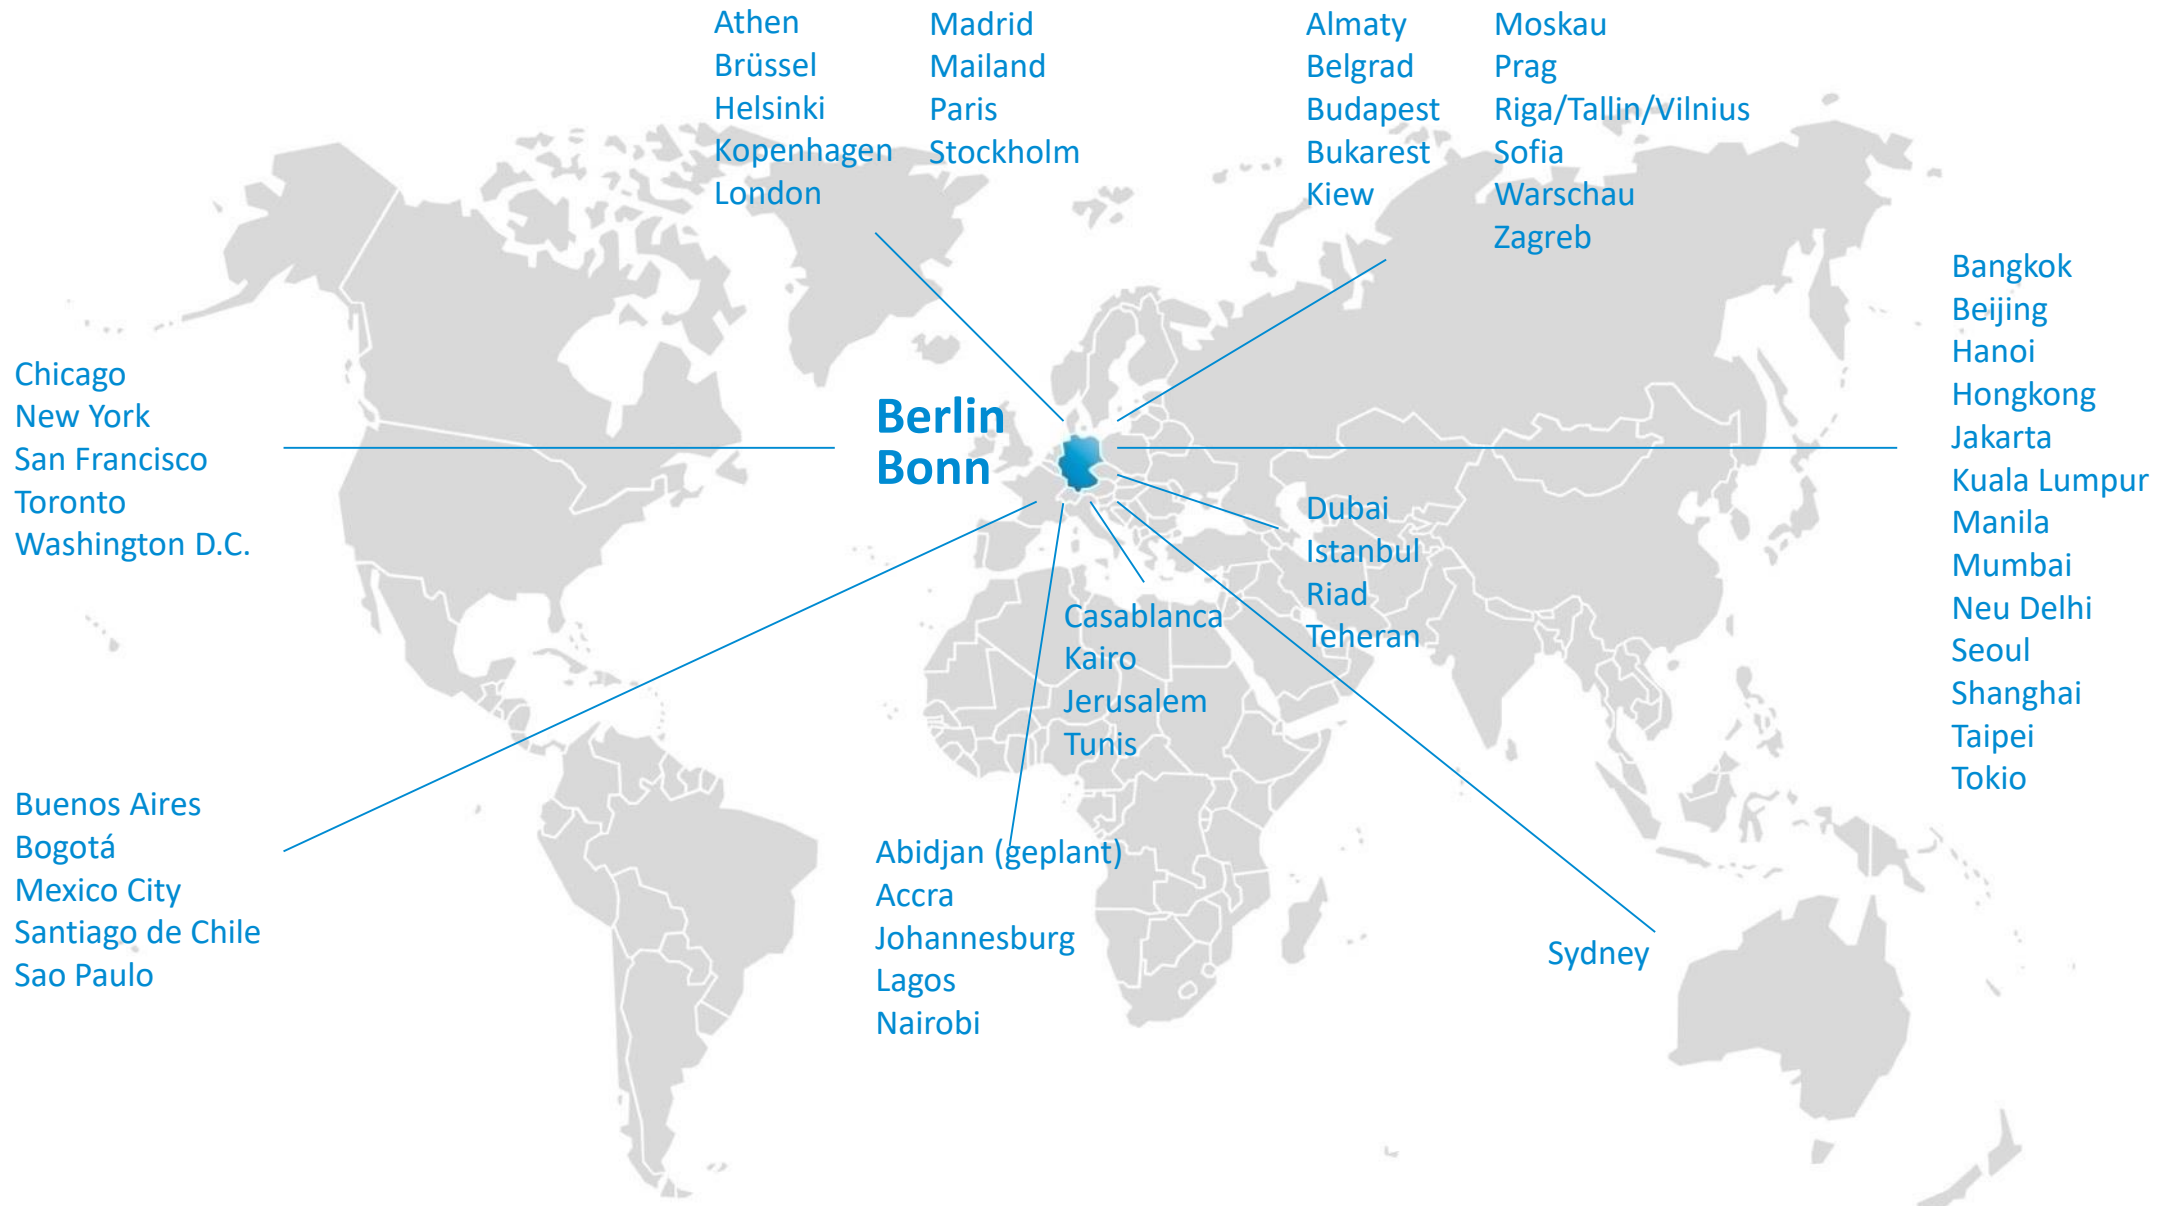 Athen
Brüssel
Helsinki
Kopenhagen
London
Madrid
Mailand
Paris
Stockholm
Almaty
Belgrad
Budapest
Bukarest
Kiew
Moskau
Prag
Riga/Tallin/Vilnius
Sofia
Warschau
Zagreb
Chicago
New York
San Francisco
Toronto
Washington D.C.
Berlin
Bonn
Bangkok
Beijing
Hanoi
Hongkong
Jakarta
Kuala Lumpur
Manila
Mumbai
Neu Delhi
Seoul
Shanghai
Taipei
Tokio
Dubai
Istanbul
Riad
Teheran
Casablanca
Kairo
Jerusalem
Tunis
Buenos Aires
Bogotá
Mexico City
Santiago de Chile
Sao Paulo
Abidjan (geplant)
Accra
Johannesburg
Lagos
Nairobi
Sydney